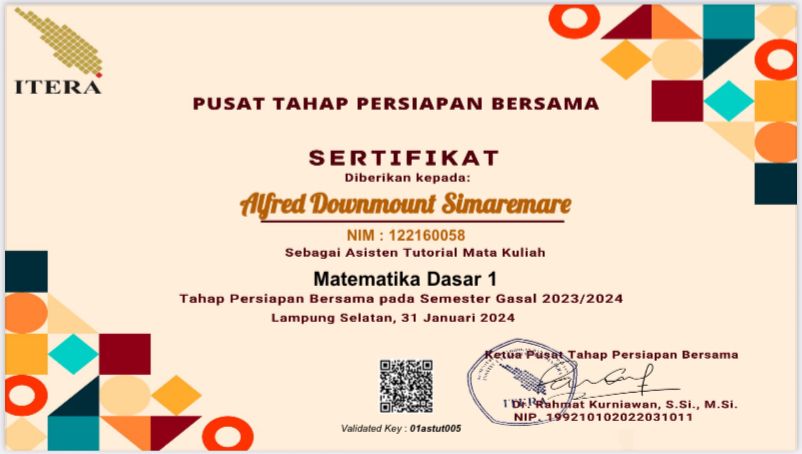 ITERA
PUSAT TAHAP PERSIAPAN BERSAMA
SERTIFIKAT
Diberikan kepada:
Alfred Downmount Simaremare
NIM : 122160058
Sebagai Asisten Tutorial Mata Kuliah
Matematika Dasar 1
Tahap Persiapan Bersama pada Semester Gasal 2023/2024
Lampung Selatan, 31 Januari 2024
Ketua Pusat Tahap Persiapan Bersama
ITERA
Dr. Rahmat Kurniawan, S.Si., M.Si.
NIP. 199210102022031011
Validated Key : 01astut005